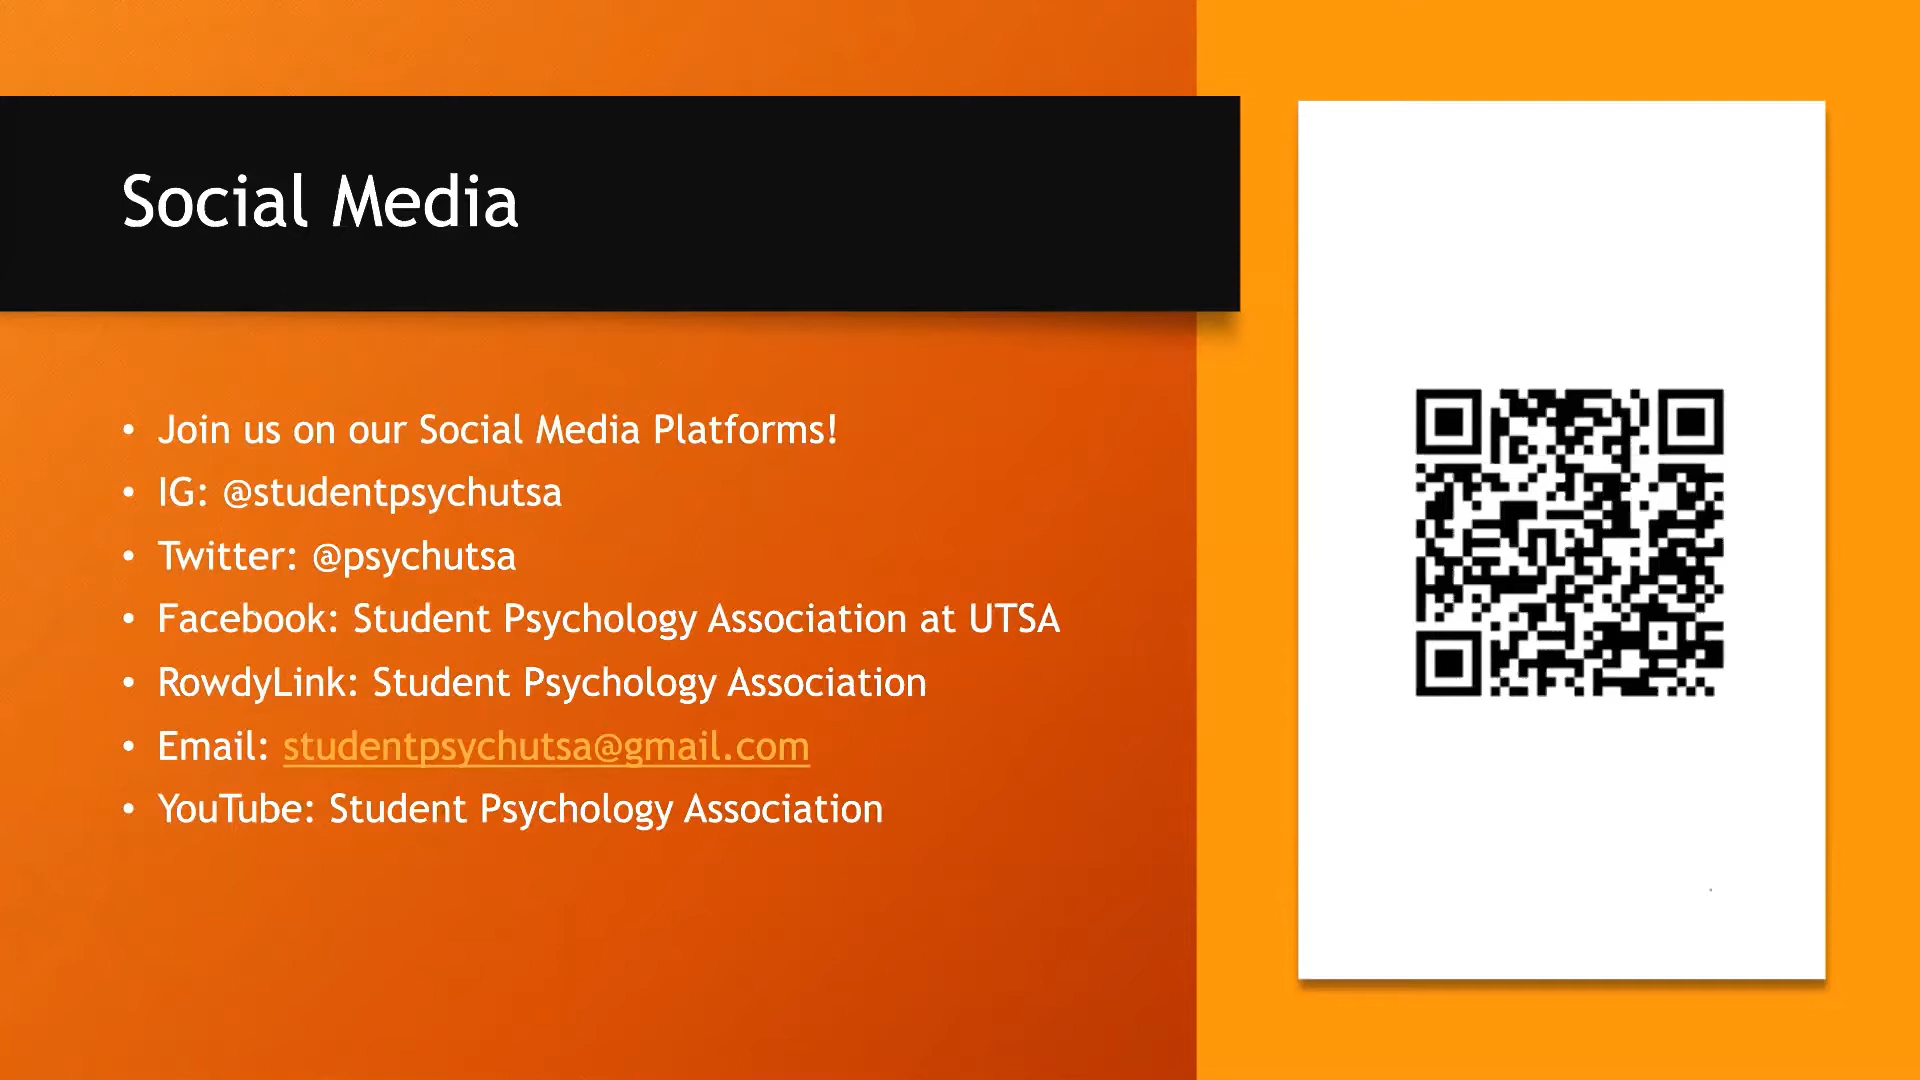 Social Media
• Join us on our Social Media Platforms!
• IG: @studentpsychutsa
• Twitter: @psychutsa
• Facebook: Student Psychology Association at UTSA
• RowdyLink: Student Psychology Association
• Email: studentpsychutsa@gmail.com
• YouTube: Student Psychology Association